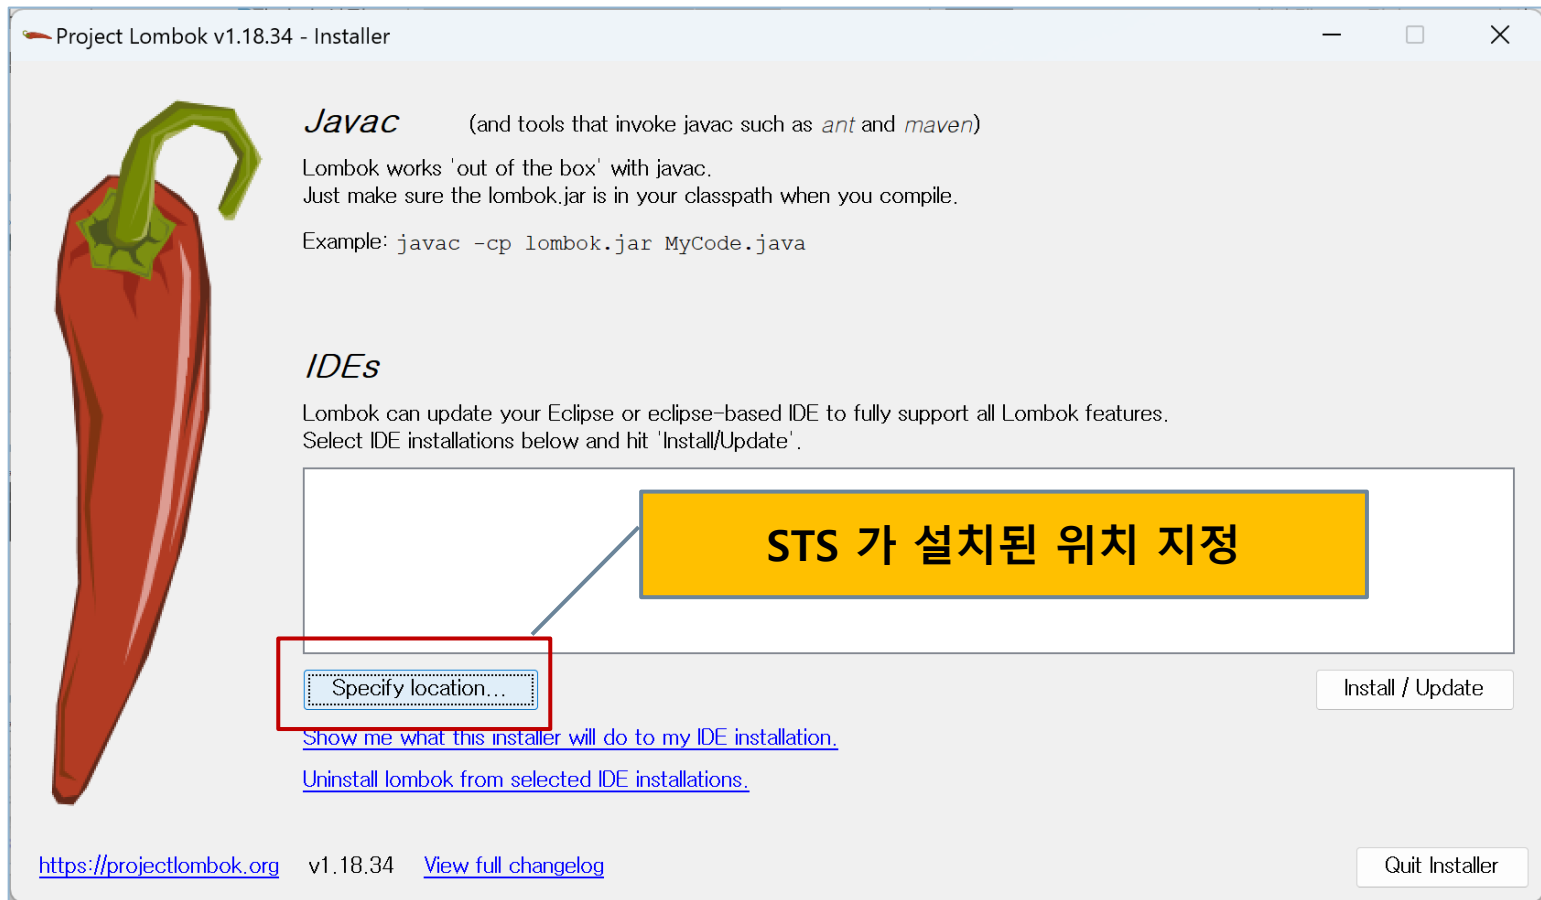 Project Lombok v1.18.34 - Installer
Javac (and tools that invoke javac such as ant and maven)
Lombok works 'out of the box' with javac.
Just make sure the lombok.jar is in your classpath when you compile.
Example: javac -cp lombok.jar MyCode.java
IDEs
Lombok can update your Eclipse or eclipse-based IDE to fully support all Lombok features.
Select IDE installations below and hit 'Install/Update'.
STS 가 설치된 위치 지정
Specify location... Install / Update
Show me what this installer will do to my IDE installation.
Uninstall lombok from selected IDE installations.
https://projectlombok.org v1.18.34 View full changelog Quit Installer